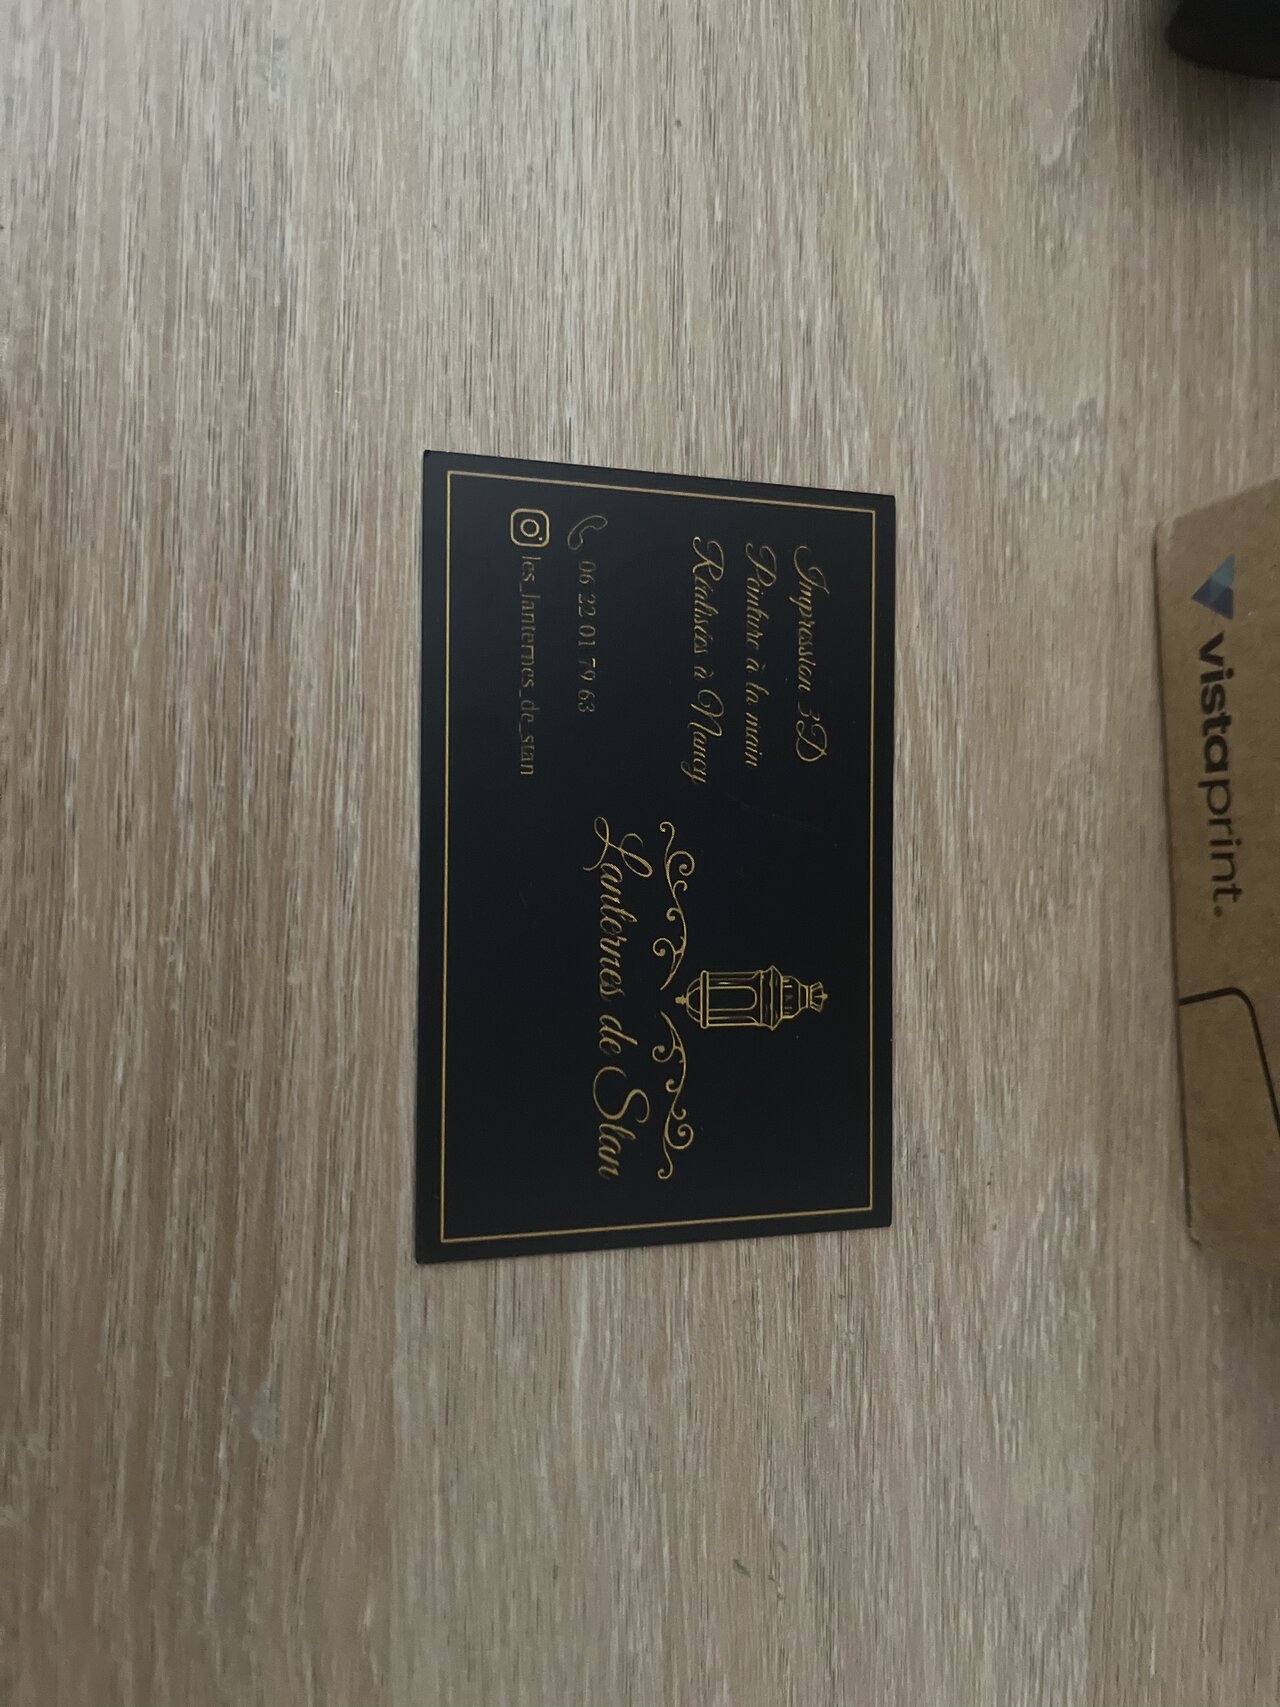 Impression 3D
Peinture à la main
Réalisées à Nancy
06 22 01 79 63
les_lanternes_de_stan
Lanternes de Stan
vistaprint.